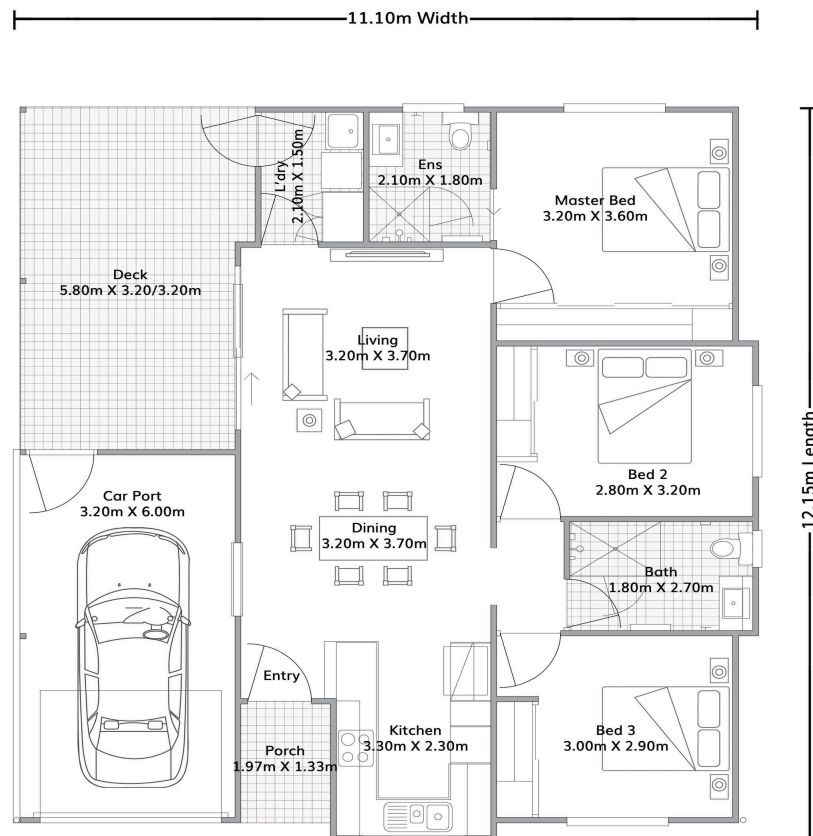 11.10m Width
L'dry
2.10m X 1.50m
Ens
2.10m X 1.80m
Master Bed
3.20m X 3.60m
Deck
5.80m X 3.20/3.20m
Living
3.20m X 3.70m
Bed 2
2.80m X 3.20m
12.15m Length
Car Port
3.20m X 6.00m
Dining
3.20m X 3.70m
Bath
1.80m X 2.70m
Entry
Kitchen
3.30m X 2.30m
Bed 3
3.00m X 2.90m
Porch
1.97m X 1.33m